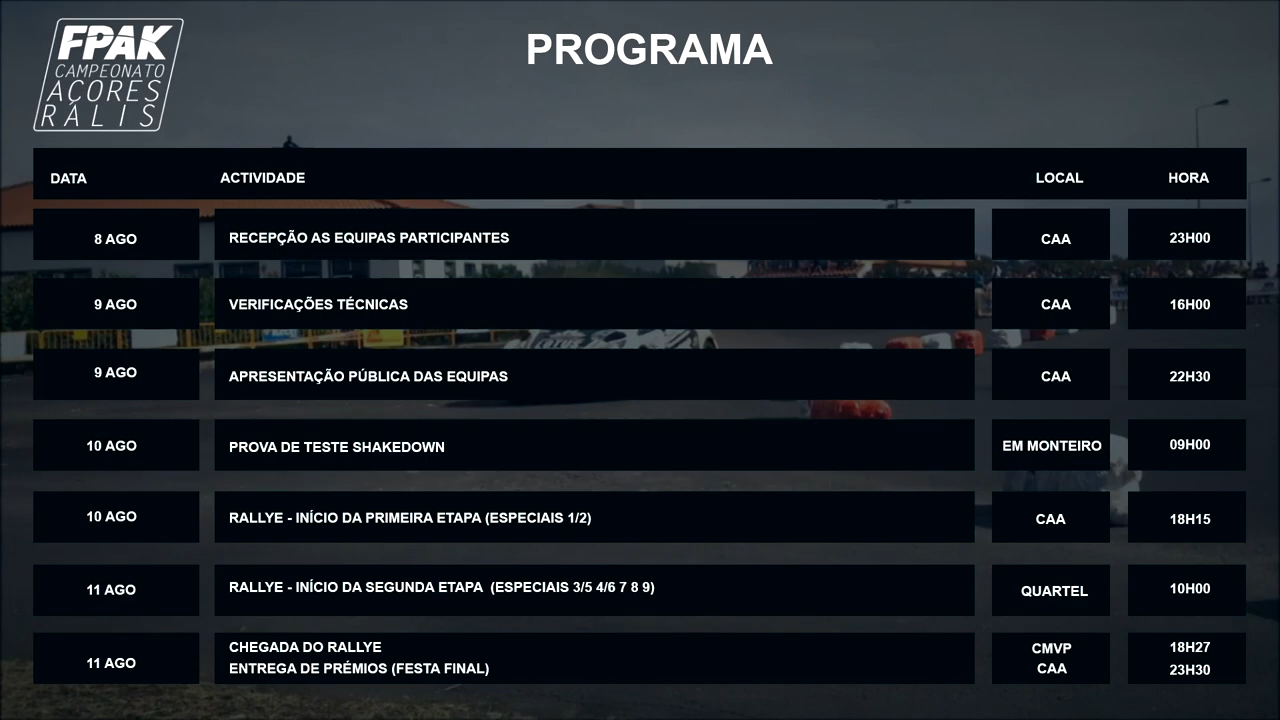 FPAK
CAMPEONATO
AÇORES
RALIS
PROGRAMA
DATA ACTIVIDADE LOCAL HORA
8 AGO RECEPÇÃO AS EQUIPAS PARTICIPANTES CAA 23H00
9 AGO VERIFICAÇÕES TÉCNICAS CAA 16H00
9 AGO APRESENTAÇÃO PÚBLICA DAS EQUIPAS CAA 22H30
10 AGO PROVA DE TESTE SHAKEDOWN EM MONTEIRO 09H00
10 AGO RALLYE - INÍCIO DA PRIMEIRA ETAPA (ESPECIAIS 1/2) CAA 18H15
11 AGO RALLYE - INÍCIO DA SEGUNDA ETAPA (ESPECIAIS 3/5 4/6 7 8 9) QUARTEL 10H00
CHEGADA DO RALLYE CMVP 18H27
11 AGO ENTREGA DE PRÉMIOS (FESTA FINAL) CAA 23H30